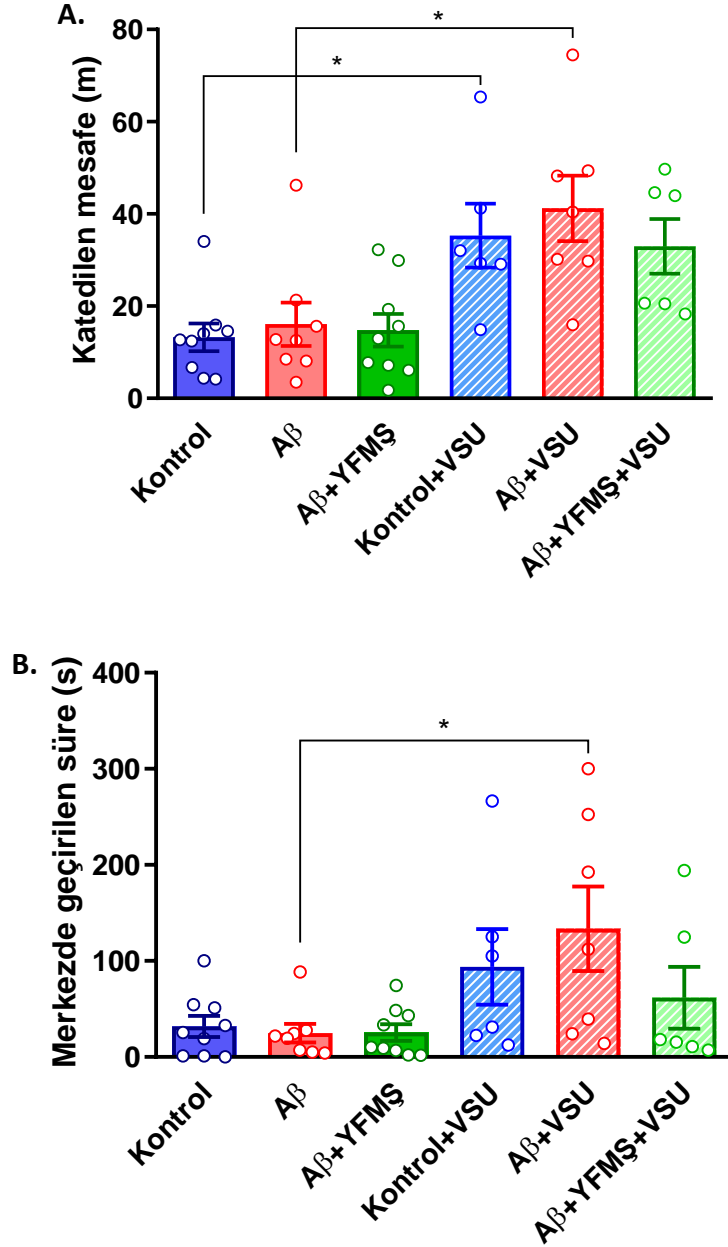 A.
Katedilen mesafe (m)
80
60
40
20
0
*
*
Kontrol
Aβ
Aβ+YFMŞ
Kontrol+VSU
Aβ+VSU
Aβ+YFMŞ+VSU
B.
Merkezde geçirilen süre (s)
400
300
200
100
0
*
Kontrol
Aβ
Aβ+YFMŞ
Kontrol+VSU
Aβ+VSU
Aβ+YFMŞ+VSU